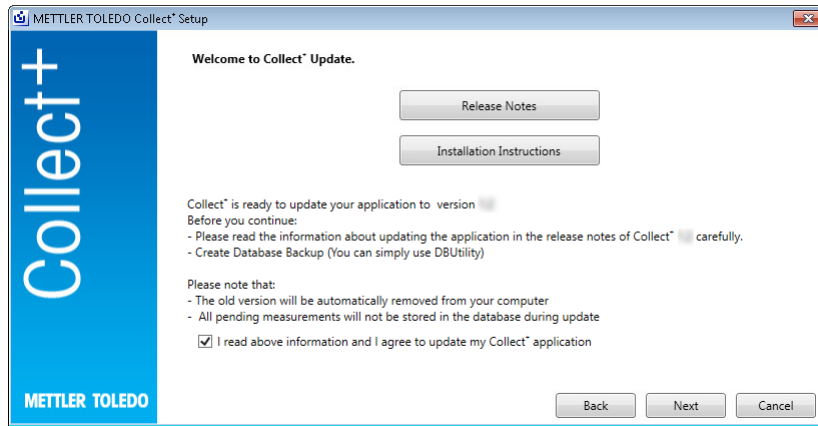 METTLER TOLEDO Collect⁺ Setup
Collect+
Welcome to Collect⁺ Update.
Release Notes
Installation Instructions
Collect⁺ is ready to update your application to version
Before you continue:
- Please read the information about updating the application in the release notes of Collect⁺ carefully.
- Create Database Backup (You can simply use DBUtility)
Please note that:
- The old version will be automatically removed from your computer
- All pending measurements will not be stored in the database during update
I read above information and I agree to update my Collect⁺ application
METTLER TOLEDO
Back Next Cancel